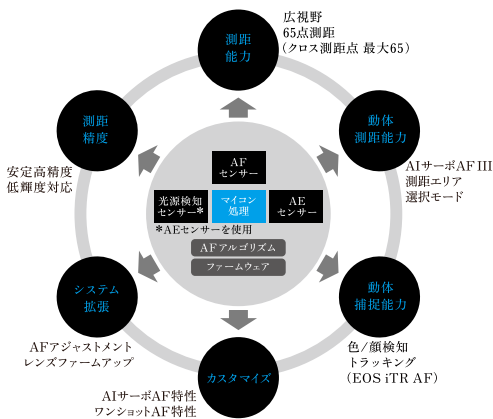 測距
能力
広視野
65点測距
(クロス測距点 最大65)
測距
精度
安定高精度
低輝度対応
動体
測距能力
AIサーボAF III
測距エリア
選択モード
AF
センサー
光源検知
センサー*
マイコン
処理
AE
センサー
*AEセンサーを使用
AFアルゴリズム
ファームウェア
システム
拡張
AFアジャストメント
レンズファームアップ
動体
捕捉能力
色/顔検知
トラッキング
(EOS iTR AF)
カスタマイズ
AIサーボAF特性
ワンショットAF特性